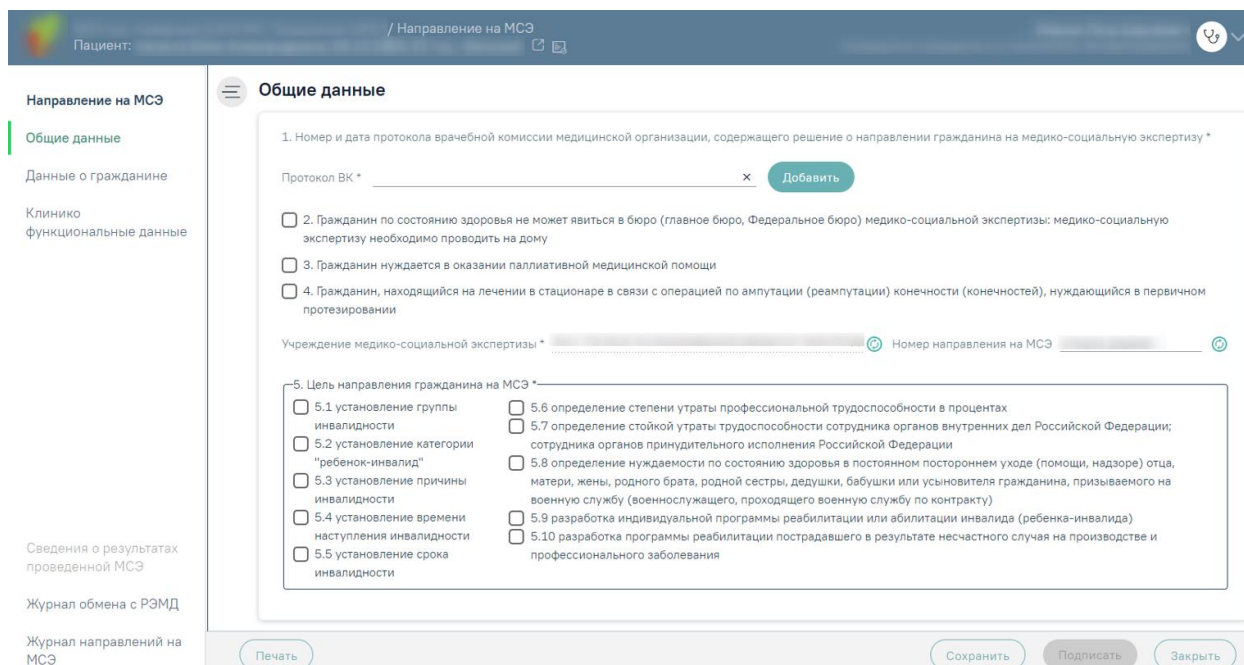 / Направление на МСЭ
Пациент:
Направление на МСЭ
Общие данные
Данные о гражданине
Клинико
функциональные данные
Сведения о результатах
проведенной МСЭ
Журнал обмена с РЭМД
Журнал направлений на
МСЭ
Общие данные
1. Номер и дата протокола врачебной комиссии медицинской организации, содержащего решение о направлении гражданина на медико-социальную экспертизу *
Протокол ВК *
Добавить
2. Гражданин по состоянию здоровья не может явиться в бюро (главное бюро, Федеральное бюро) медико-социальной экспертизы: медико-социальную
экспертизу необходимо проводить на дому
3. Гражданин нуждается в оказании паллиативной медицинской помощи
4. Гражданин, находящийся на лечении в стационаре в связи с операцией по ампутации (реампутации) конечности (конечностей), нуждающийся в первичном
протезировании
Учреждение медико-социальной экспертизы *
Номер направления на МСЭ
5. Цель направления гражданина на МСЭ *
5.1 установление группы
инвалидности
5.2 установление категории
"ребенок-инвалид"
5.3 установление причины
инвалидности
5.4 установление времени
наступления инвалидности
5.5 установление срока
инвалидности
5.6 определение степени утраты профессиональной трудоспособности в процентах
5.7 определение стойкой утраты трудоспособности сотрудника органов внутренних дел Российской Федерации;
сотрудника органов принудительного исполнения Российской Федерации
5.8 определение нуждаемости по состоянию здоровья в постоянном постороннем уходе (помощи, надзоре) отца,
матери, жены, родного брата, родной сестры, дедушки, бабушки или усыновителя гражданина, призываемого на
военную службу (военнослужащего, проходящего военную службу по контракту)
5.9 разработка индивидуальной программы реабилитации или абилитации инвалида (ребенка-инвалида)
5.10 разработка программы реабилитации пострадавшего в результате несчастного случая на производстве и
профессионального заболевания
Печать
Сохранить
Подписать
Закрыть